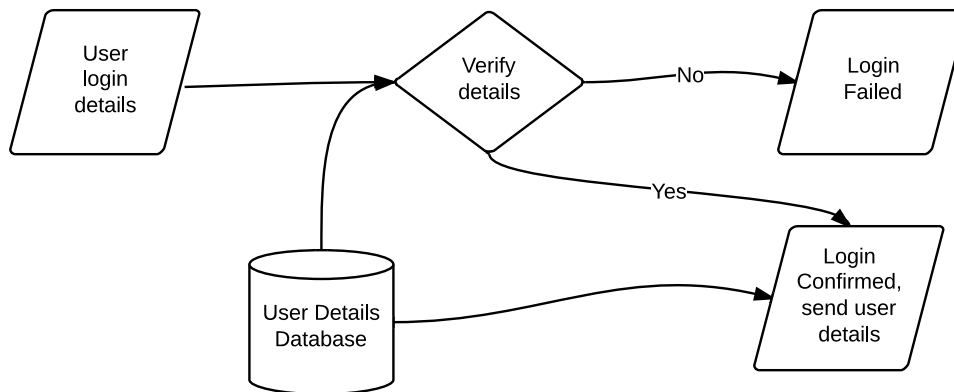 User
login
details
Verify
details
No
Login
Failed
Yes
User Details
Database
Login
Confirmed,
send user
details